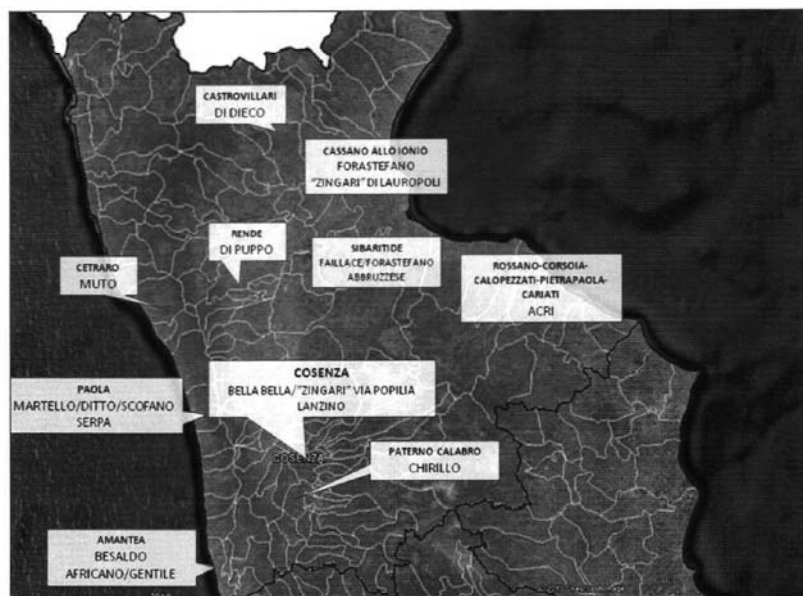 CASTROVILLARI
DI DIECO
CASSANO ALLO IONIO
FORASTEFANO
"ZINGARI" DI LAUROPOLI
RENDE
DI PUPPO
SIBARITIDE
FAILLACE/FORASTEFANO
ABBRUZZESE
CETRARO
MUTO
ROSSANO-CORSOIA-
CALOPEZZATI-PIETRAPAOLA-
CARIATI
ACRI
COSENZA
BELLA BELLA/"ZINGARI" VIA POPILIA
LANZINO
PAOLA
MARTELLO/DITTO/SCOFANO
SERPA
COSENZA
PATERNO CALABRO
CHIRILLO
AMANTEA
BESALDO
AFRICANO/GENTILE